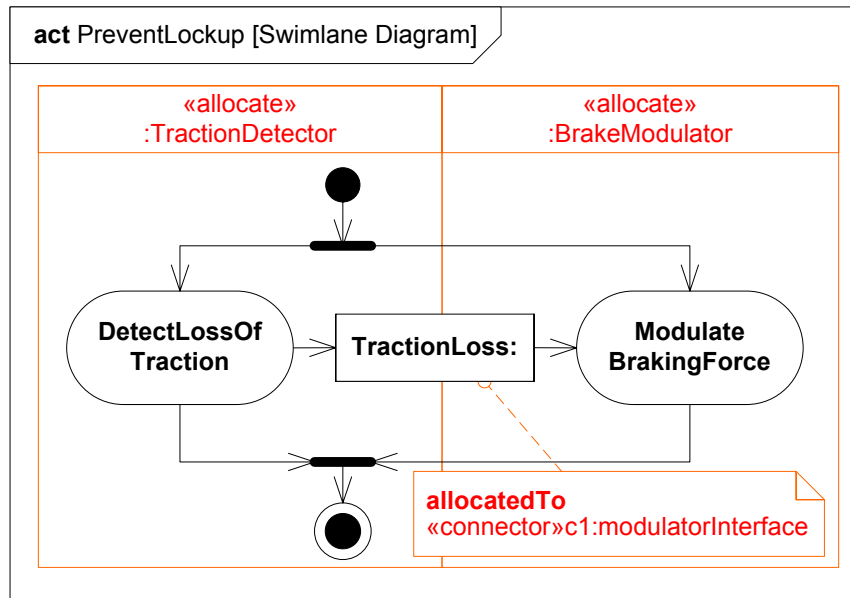 act PreventLockup [Swimlane Diagram]
«allocate»
:TractionDetector
«allocate»
:BrakeModulator
DetectLossOf
Traction
TractionLoss:
Modulate
BrakingForce
allocatedTo
«connector»c1:modulatorInterface